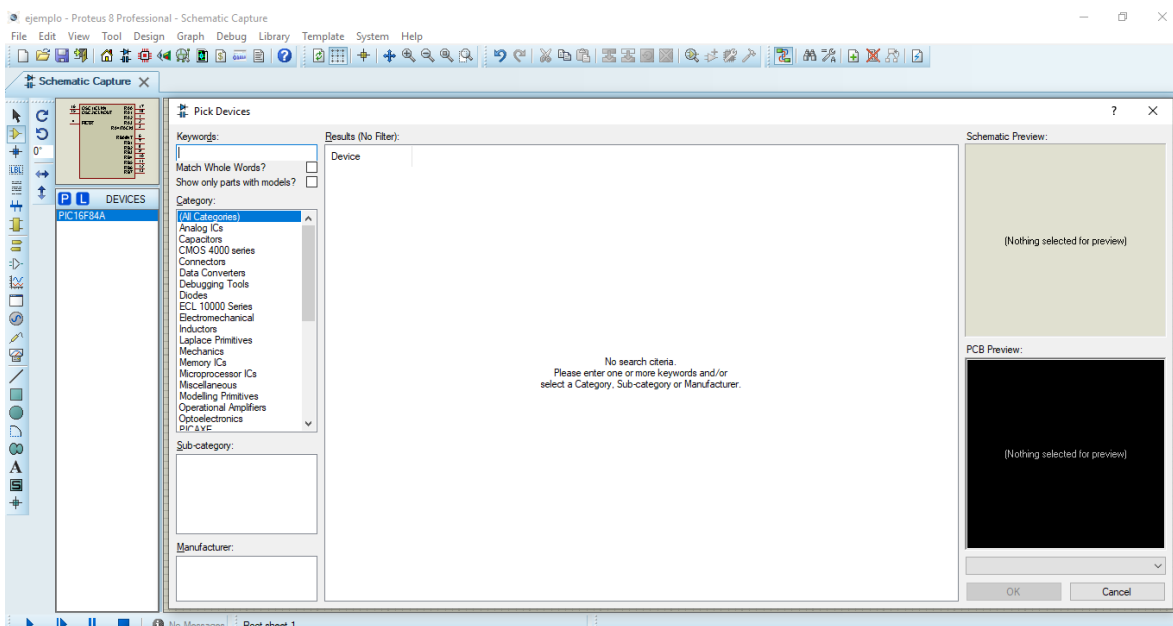 ejemplo - Proteus 8 Professional - Schematic Capture
File Edit View Tool Design Graph Debug Library Template System Help
Schematic Capture
Pick Devices
Keywords:
Match Whole Words?
Show only parts with models?
Category:
(All Categories)
Analog ICs
Capacitors
CMOS 4000 series
Connectors
Data Converters
Debugging Tools
Diodes
ECL 10000 Series
Electromechanical
Inductors
Laplace Primitives
Mechanics
Memory ICs
Microprocessor ICs
Miscellaneous
Modelling Primitives
Operational Amplifiers
Optoelectronics
PICAXE
Sub-category:
Manufacturer:
Results (No Filter):
Device
No search citeria.
Please enter one or more keywords and/or
select a Category, Sub-category or Manufacturer.
Schematic Preview:
(Nothing selected for preview)
PCB Preview:
(Nothing selected for preview)
OK Cancel
0°
LBL
A
S
P L DEVICES
PIC16F84A
No Messages Root sheet 1